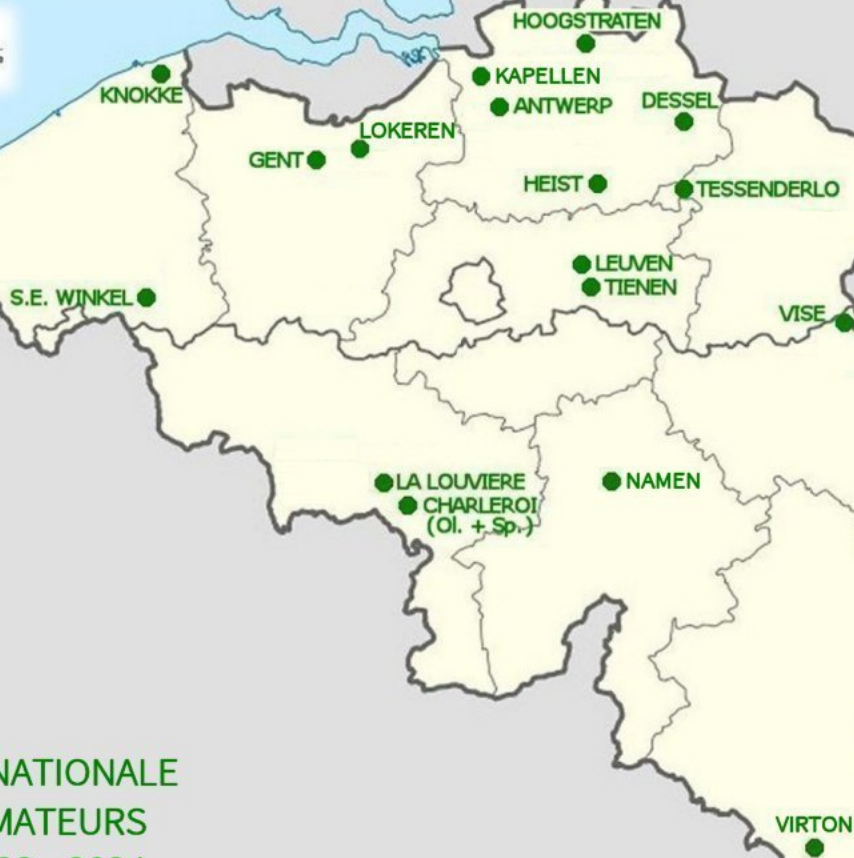 HOOGSTRATEN
KAPELLEN
KNOKKE
ANTWERP
DESSEL
LOKEREN
GENT
HEIST
TESSENDERLO
LEUVEN
TIENEN
S.E. WINKEL
VISE
LA LOUVIERE
CHARLEROI
(Ol. + Sp.)
NAMEN
NATIONALE
MATEURS
VIRTON